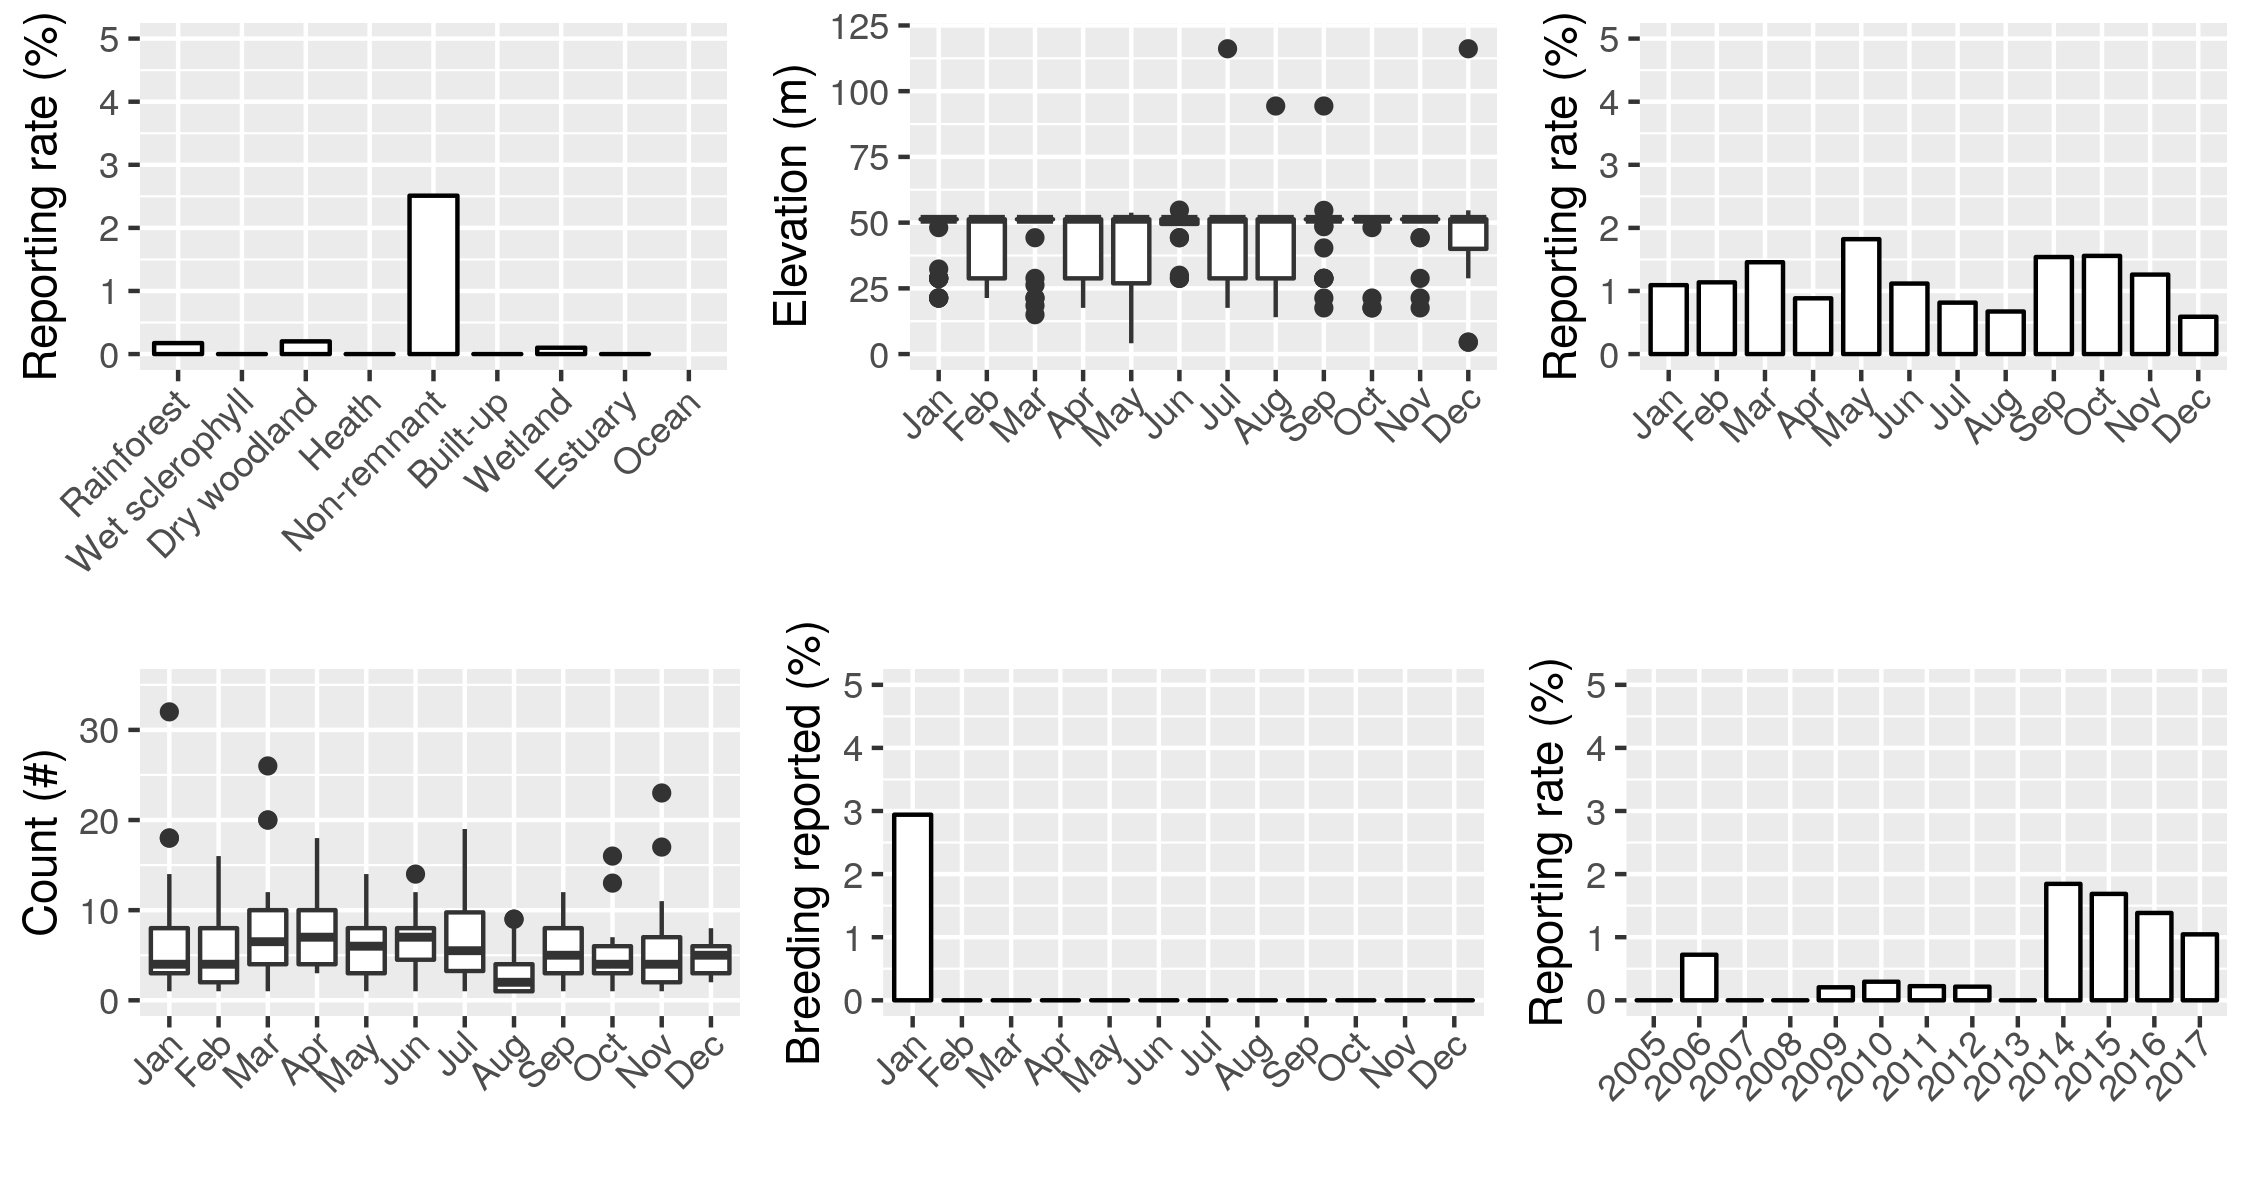 Reporting rate (%)
5
4
3
2
1
0
Rainforest
Wet sclerophyll
Dry woodland
Heath
Non-remnant
Built-up
Wetland
Estuary
Ocean
Elevation (m)
125
100
75
50
25
0
Jan
Feb
Mar
Apr
May
Jun
Jul
Aug
Sep
Oct
Nov
Dec
Reporting rate (%)
5
4
3
2
1
0
Jan
Feb
Mar
Apr
May
Jun
Jul
Aug
Sep
Oct
Nov
Dec
Count (#)
30
20
10
0
Jan
Feb
Mar
Apr
May
Jun
Jul
Aug
Sep
Oct
Nov
Dec
Breeding reported (%)
5
4
3
2
1
0
Jan
Feb
Mar
Apr
May
Jun
Jul
Aug
Sep
Oct
Nov
Dec
Reporting rate (%)
5
4
3
2
1
0
2005
2006
2007
2008
2009
2010
2011
2012
2013
2014
2015
2016
2017